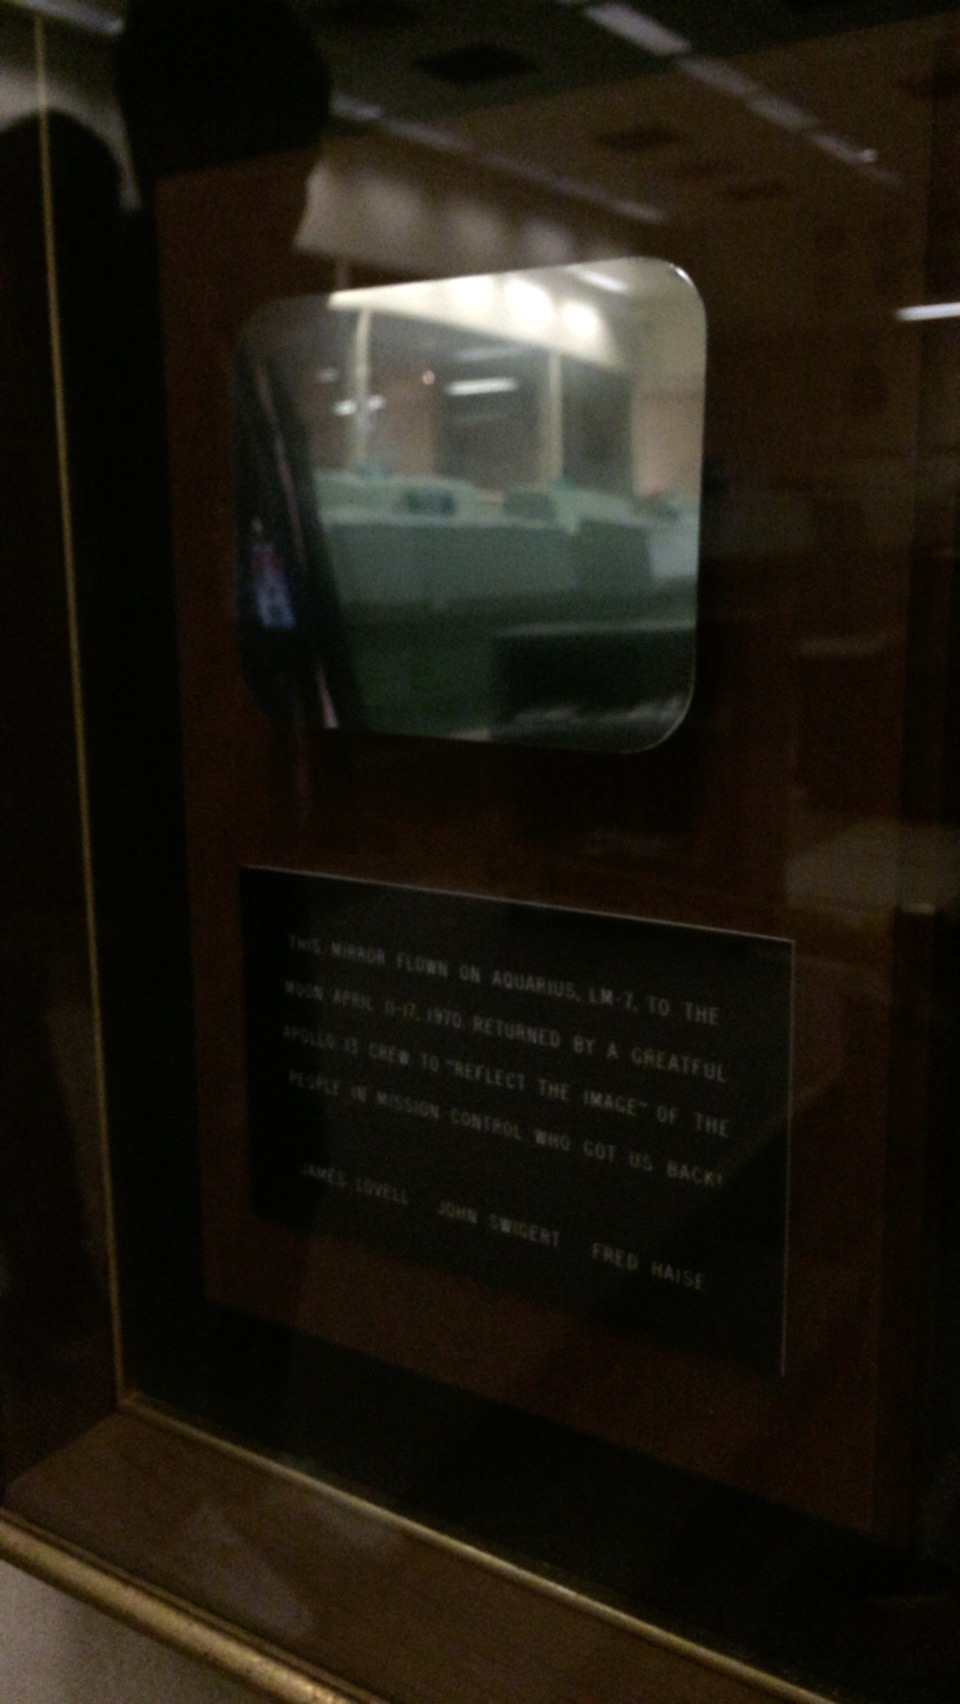 THIS MIRROR FLOWN ON AQUARIUS, LM-7, TO THE
MOON APRIL 11-17, 1970. RETURNED BY A GREATFUL
APOLLO 13 CREW TO "REFLECT THE IMAGE" OF THE
PEOPLE IN MISSION CONTROL WHO GOT US BACK!
JAMES LOVELL JOHN SWIGERT FRED HAISE